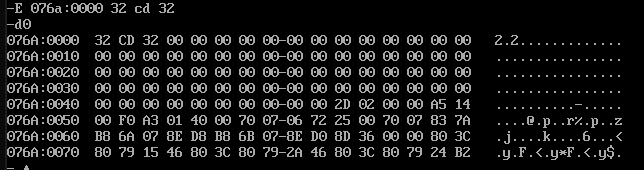 -E 076a:0000 32 cd 32
-d0
076A:0000  32 CD 32 00 00 00 00 00-00 00 00 00 00 00 00 00   2.2.............
076A:0010  00 00 00 00 00 00 00 00-00 00 00 00 00 00 00 00   ................
076A:0020  00 00 00 00 00 00 00 00-00 00 00 00 00 00 00 00   ................
076A:0030  00 00 00 00 00 00 00 00-00 00 00 00 00 00 00 00   ................
076A:0040  00 00 00 00 00 00 00 00-00 00 2D 02 00 00 A5 14   ..........-.....
076A:0050  00 F0 A3 01 40 00 70 07-06 72 25 00 70 07 83 7A   ....@.p..r%.p..z
076A:0060  B8 6A 07 8E D8 B8 6B 07-8E D0 8D 36 00 00 80 3C   .j....k....6...<
076A:0070  80 79 15 46 80 3C 80 79-2A 46 80 3C 80 79 24 B2   .y.F.<.y*F.<.y$.